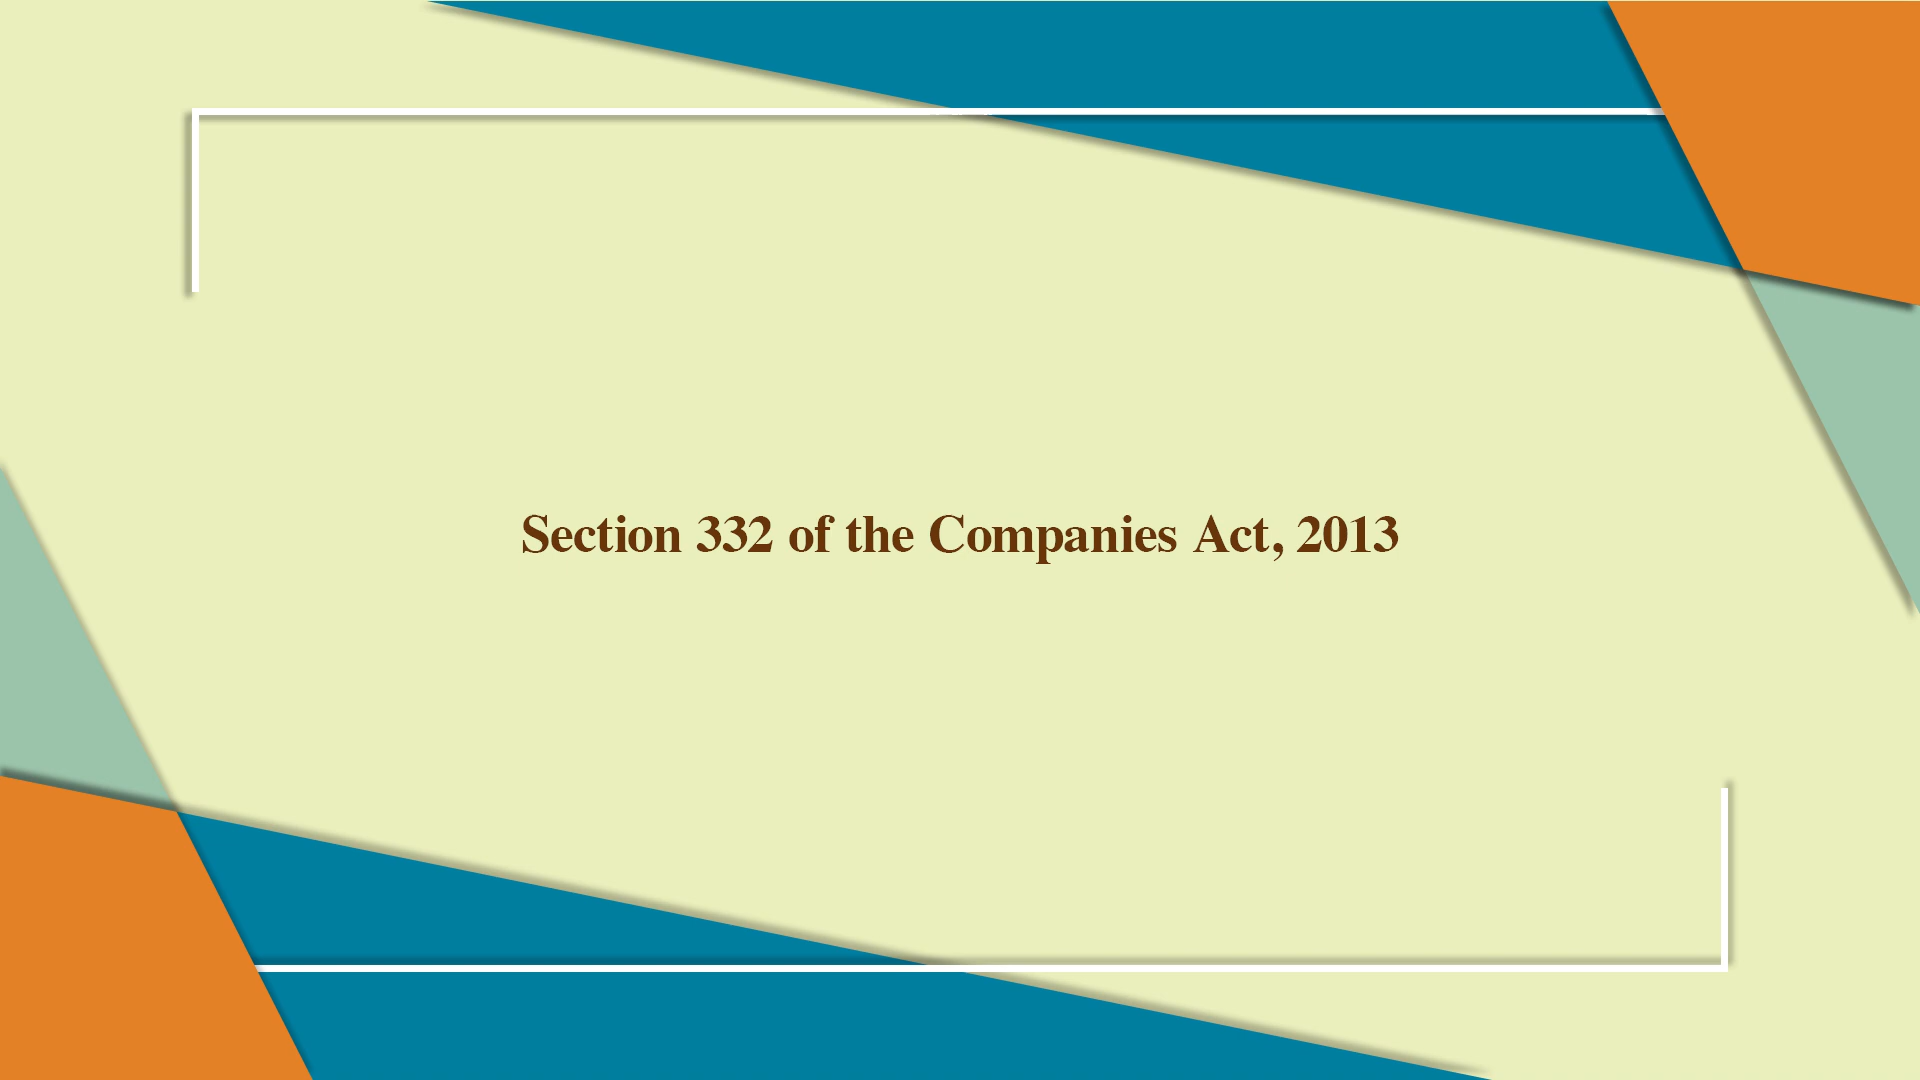 Section 332 of the Companies Act, 2013